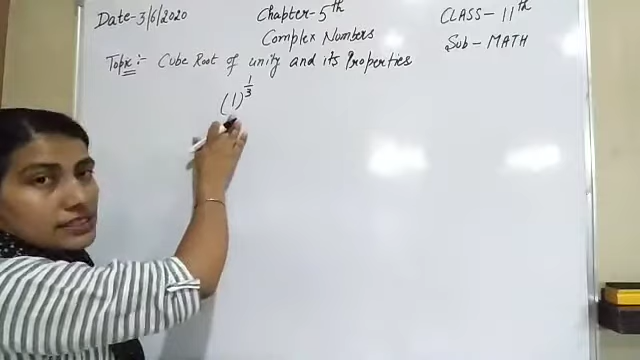 Date-3/6/2020
Chapter-5th
CLASS-11th
Complex Numbers
Sub-MATH
Topic:- Cube Root of unity and its Properties
(1)^1/3